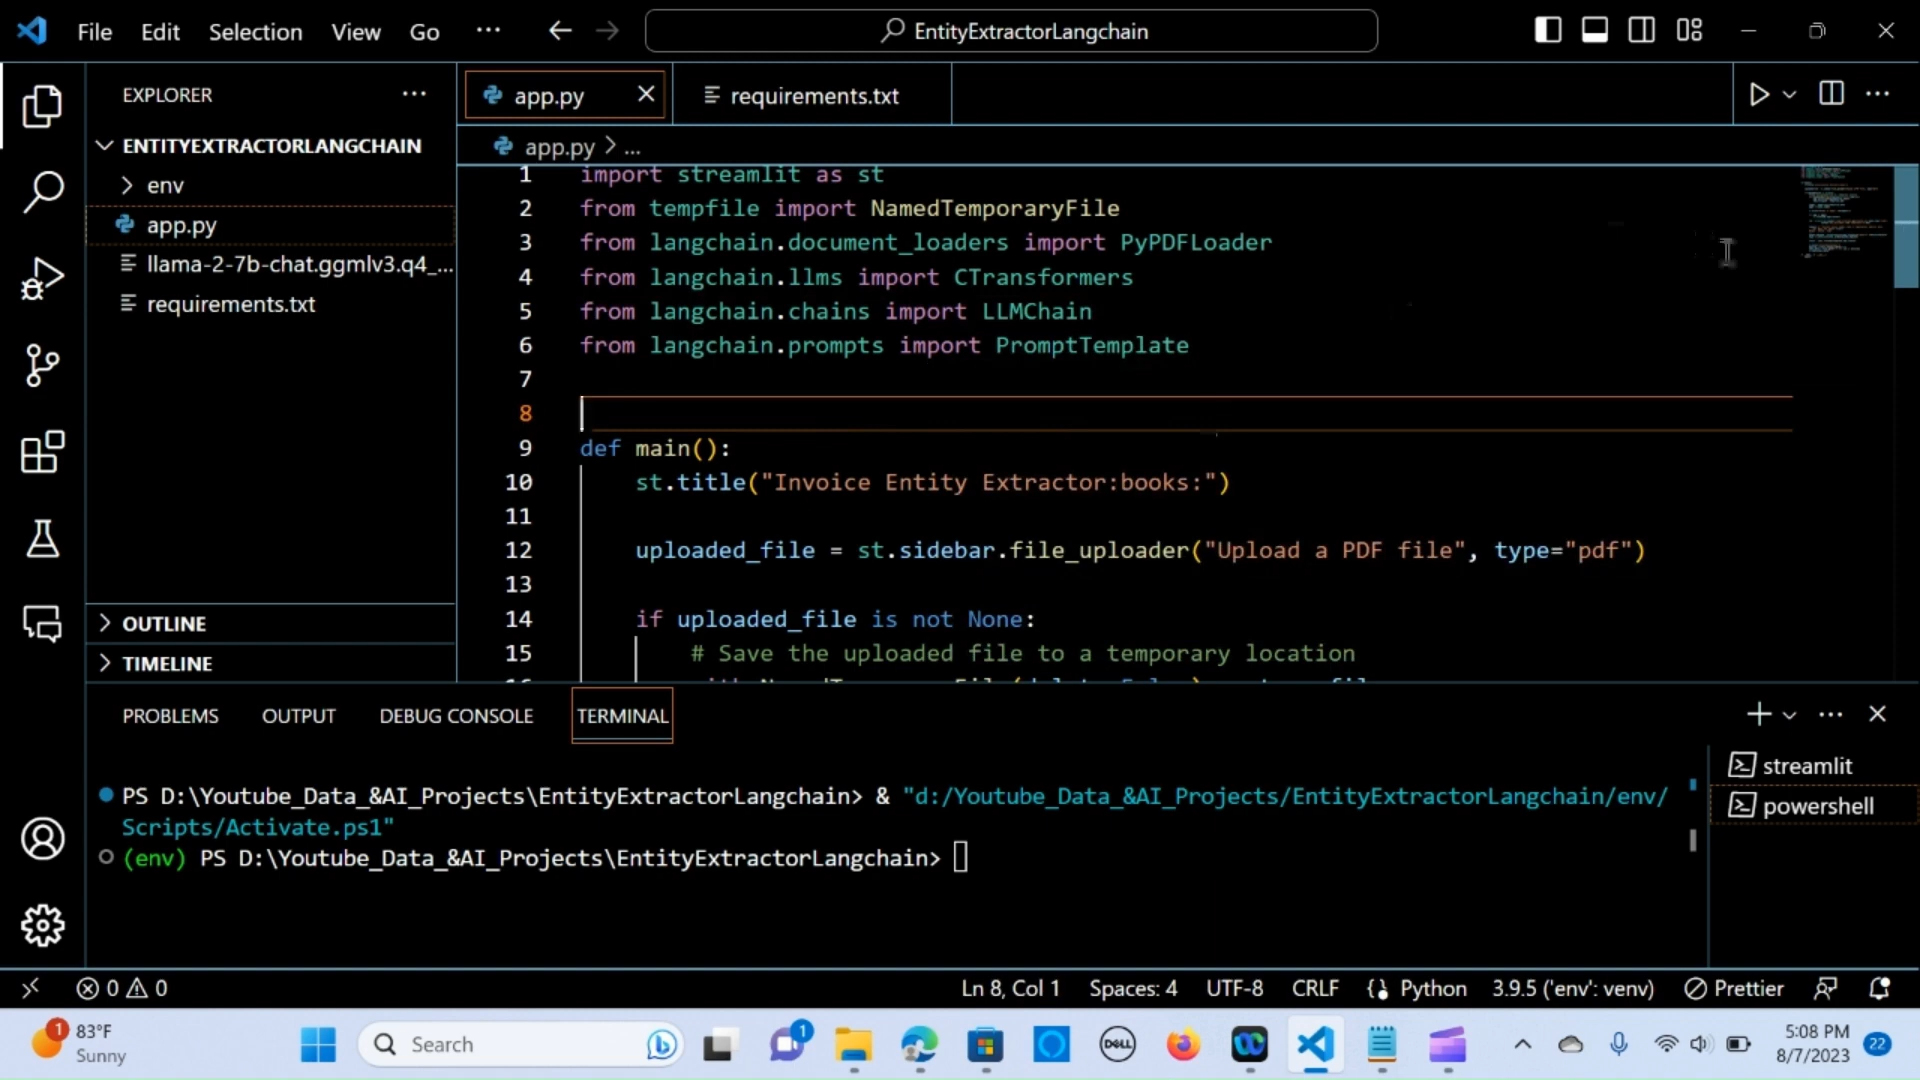 File Edit Selection View Go ... EntityExtractorLangchain
EXPLORER ...
ENTITYEXTRACTORLANGCHAIN
env
app.py
llama-2-7b-chat.ggmlv3.q4_...
requirements.txt
OUTLINE
TIMELINE
app.py requirements.txt
app.py > ...
1 import streamlit as st
2 from tempfile import NamedTemporaryFile
3 from langchain.document_loaders import PyPDFLoader
4 from langchain.llms import CTransformers
5 from langchain.chains import LLMChain
6 from langchain.prompts import PromptTemplate
7
8
9 def main():
10 st.title("Invoice Entity Extractor:books:")
11
12 uploaded_file = st.sidebar.file_uploader("Upload a PDF file", type="pdf")
13
14 if uploaded_file is not None:
15 # Save the uploaded file to a temporary location
PROBLEMS OUTPUT DEBUG CONSOLE TERMINAL
PS D:\Youtube_Data_&AI_Projects\EntityExtractorLangchain> & "d:/Youtube_Data_&AI_Projects/EntityExtractorLangchain/env/
Scripts/Activate.ps1"
(env) PS D:\Youtube_Data_&AI_Projects\EntityExtractorLangchain>
streamlit
powershell
0 0 Ln 8, Col 1 Spaces: 4 UTF-8 CRLF Python 3.9.5 ('env': venv) Prettier
1 83°F
Sunny
Search
1
DELL
5:08 PM
8/7/2023
22